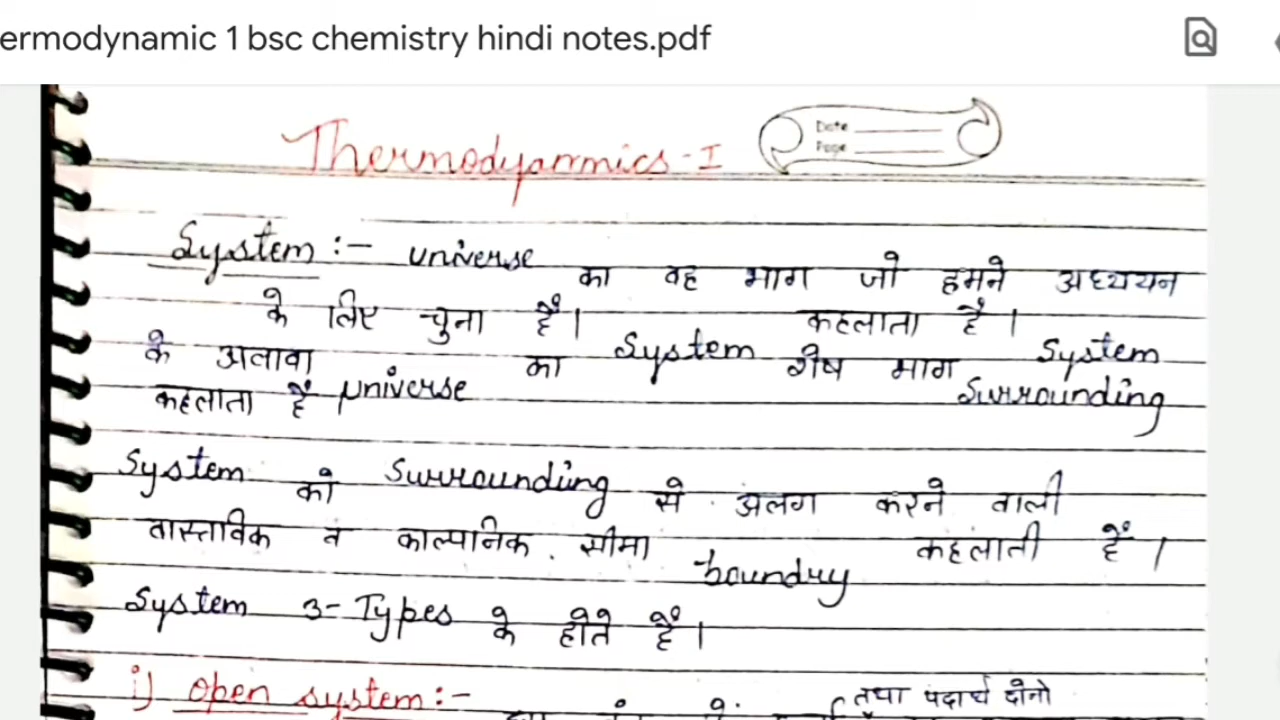 ermodynamic 1 bsc chemistry hindi notes.pdf
Date
Page
Thermodyanmics-I
System :- universe का वह भाग जो हमने अध्ययन
के लिए चुना है। System कहलाता है। System
के अलावा universe का शेष भाग Surrounding
कहलाता है
System को Surrounding से अलग करने वाली
वास्तविक व काल्पनिक सीमा boundry कहलाती हैं।
System 3-Types के होते हैं।
i) open system:-
तथा पदार्थ दोनो